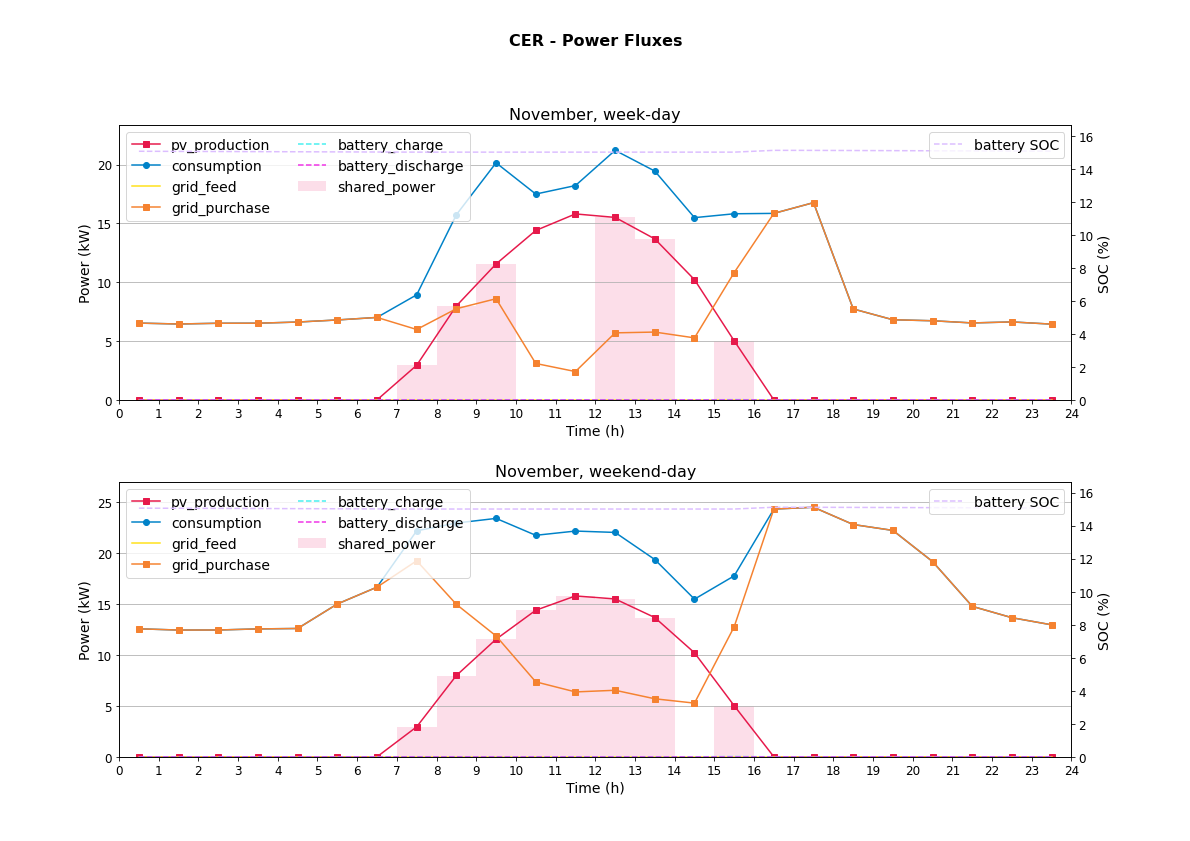 CER - Power Fluxes
November, week-day
pv_production
consumption
grid_feed
grid_purchase
battery_charge
battery_discharge
shared_power
battery SOC
Power (kW)
0
5
10
15
20
SOC (%)
0
2
4
6
8
10
12
14
16
0 1 2 3 4 5 6 7 8 9 10 11 12 13 14 15 16 17 18 19 20 21 22 23 24
Time (h)
November, weekend-day
pv_production
consumption
grid_feed
grid_purchase
battery_charge
battery_discharge
shared_power
battery SOC
Power (kW)
0
5
10
15
20
25
SOC (%)
0
2
4
6
8
10
12
14
16
0 1 2 3 4 5 6 7 8 9 10 11 12 13 14 15 16 17 18 19 20 21 22 23 24
Time (h)